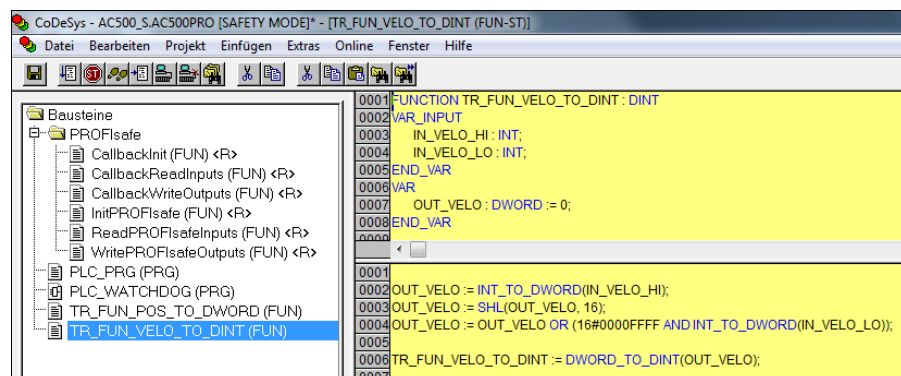 CoDeSys - AC500_S.AC500PRO [SAFETY MODE]* - [TR_FUN_VELO_TO_DINT (FUN-ST)]
Datei Bearbeiten Projekt Einfügen Extras Online Fenster Hilfe
Bausteine
PROFIsafe
CallbackInit (FUN) <R>
CallbackReadInputs (FUN) <R>
CallbackWriteOutputs (FUN) <R>
InitPROFIsafe (FUN) <R>
ReadPROFIsafeInputs (FUN) <R>
WritePROFIsafeOutputs (FUN) <R>
PLC_PRG (PRG)
PLC_WATCHDOG (PRG)
TR_FUN_POS_TO_DWORD (FUN)
TR_FUN_VELO_TO_DINT (FUN)
0001 FUNCTION TR_FUN_VELO_TO_DINT : DINT
0002 VAR_INPUT
0003 IN_VELO_HI : INT;
0004 IN_VELO_LO : INT;
0005 END_VAR
0006 VAR
0007 OUT_VELO : DWORD := 0;
0008 END_VAR
0009
0001
0002 OUT_VELO := INT_TO_DWORD(IN_VELO_HI);
0003 OUT_VELO := SHL(OUT_VELO, 16);
0004 OUT_VELO := OUT_VELO OR (16#0000FFFF AND INT_TO_DWORD(IN_VELO_LO));
0005
0006 TR_FUN_VELO_TO_DINT := DWORD_TO_DINT(OUT_VELO);
0007